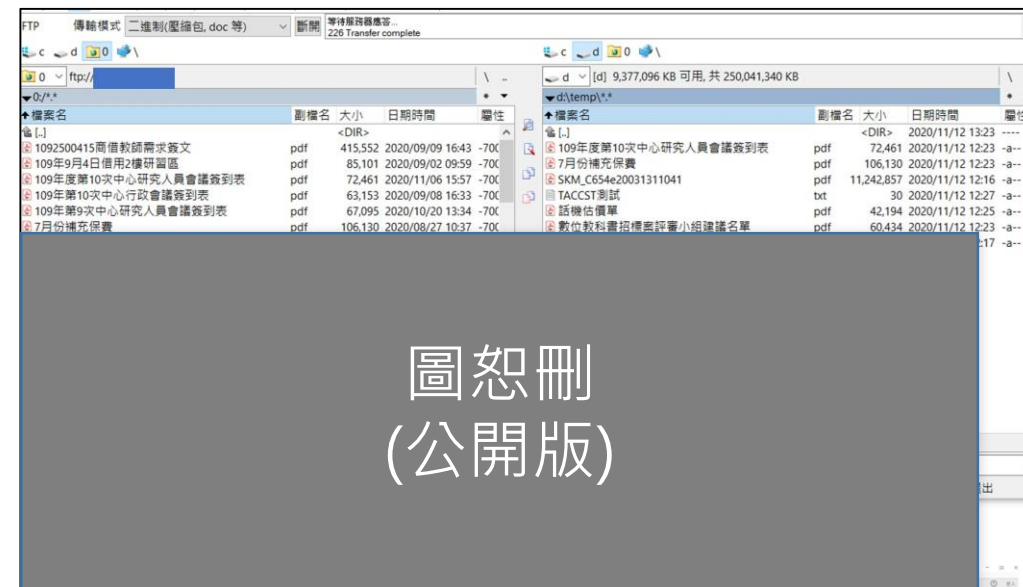 FTP 傳輸模式 二進制(壓縮包, doc 等) 斷開 等待服務器應答...
226 Transfer complete
c d 0 \
0 ftp:// \ ..
0:/*.*
檔案名 副檔名 大小 日期時間 屬性
[..] <DIR>
1092500415商借教師需求簽文 pdf 415,552 2020/09/09 16:43 -70(
109年9月4日借用2樓研習區 pdf 85,101 2020/09/02 09:59 -70(
109年度第10次中心研究人員會議簽到表 pdf 72,461 2020/11/06 15:57 -70(
109年第10次中心行政會議簽到表 pdf 63,153 2020/09/08 16:33 -70(
109年第9次中心研究人員會議簽到表 pdf 67,095 2020/10/20 13:34 -70(
7月份補充保費 pdf 106,130 2020/08/27 10:37 -70(
c d 0 \
d [d] 9,377,096 KB 可用, 共 250,041,340 KB \
d:\temp\*.*
檔案名 副檔名 大小 日期時間 屬性
[..] <DIR> 2020/11/12 13:23 ----
109年度第10次中心研究人員會議簽到表 pdf 72,461 2020/11/12 12:23 -a--
7月份補充保費 pdf 106,130 2020/11/12 12:23 -a--
SKM_C654e20031311041 pdf 11,242,857 2020/11/12 12:16 -a--
TACCST測試 txt 30 2020/11/12 12:27 -a--
話機估價單 pdf 42,194 2020/11/12 12:25 -a--
數位教科書招標案評審小組建議名單 pdf 60,434 2020/11/12 12:23 -a--
:17 -a--
圖恕刪
(公開版)
出